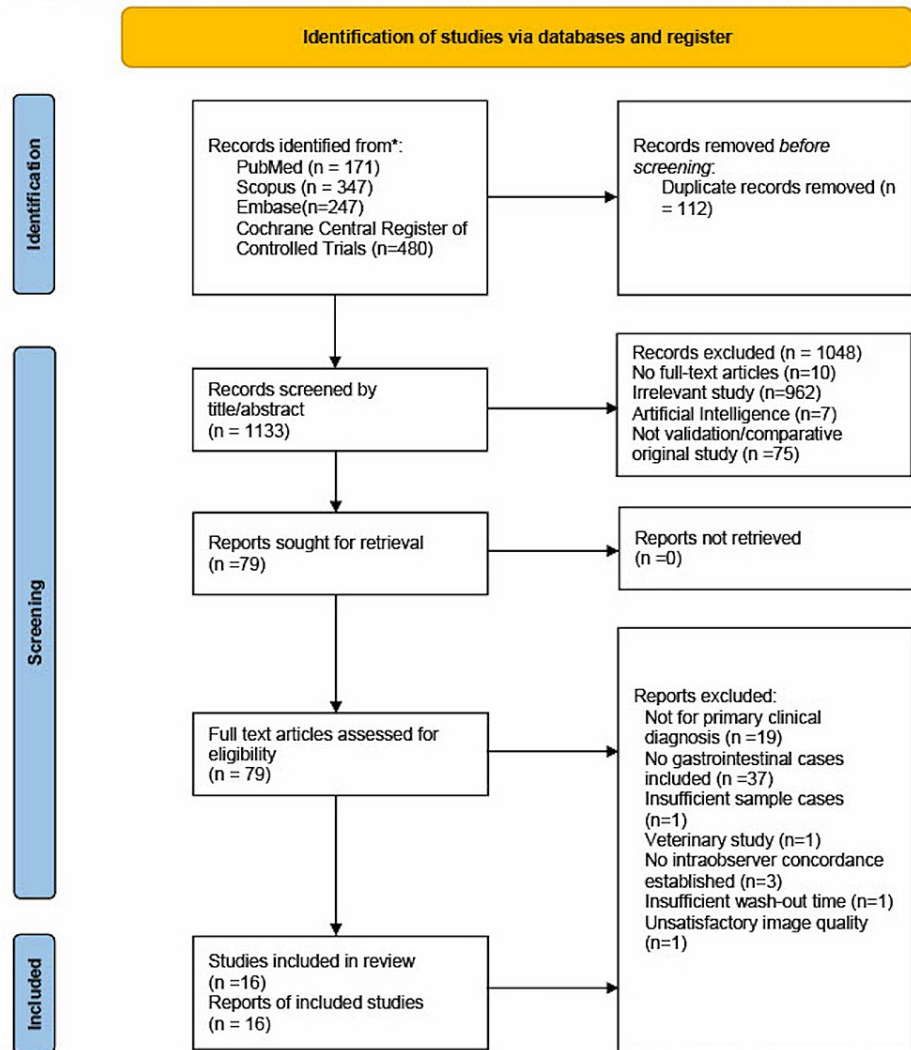 Identification of studies via databases and register
Identification
Records identified from*:
PubMed (n = 171)
Scopus (n = 347)
Embase(n=247)
Cochrane Central Register of
Controlled Trials (n=480)
Records removed before
screening:
Duplicate records removed (n
= 112)
Screening
Records screened by
title/abstract
(n = 1133)
Records excluded (n = 1048)
No full-text articles (n=10)
Irrelevant study (n=962)
Artificial Intelligence (n=7)
Not validation/comparative
original study (n =75)
Reports sought for retrieval
(n =79)
Reports not retrieved
(n =0)
Full text articles assessed for
eligibility
(n = 79)
Reports excluded:
Not for primary clinical
diagnosis (n =19)
No gastrointestinal cases
included (n =37)
Insufficient sample cases
(n=1)
Veterinary study (n=1)
No intraobserver concordance
established (n=3)
Insufficient wash-out time (n=1)
Unsatisfactory image quality
(n=1)
Included
Studies included in review
(n =16)
Reports of included studies
(n = 16)